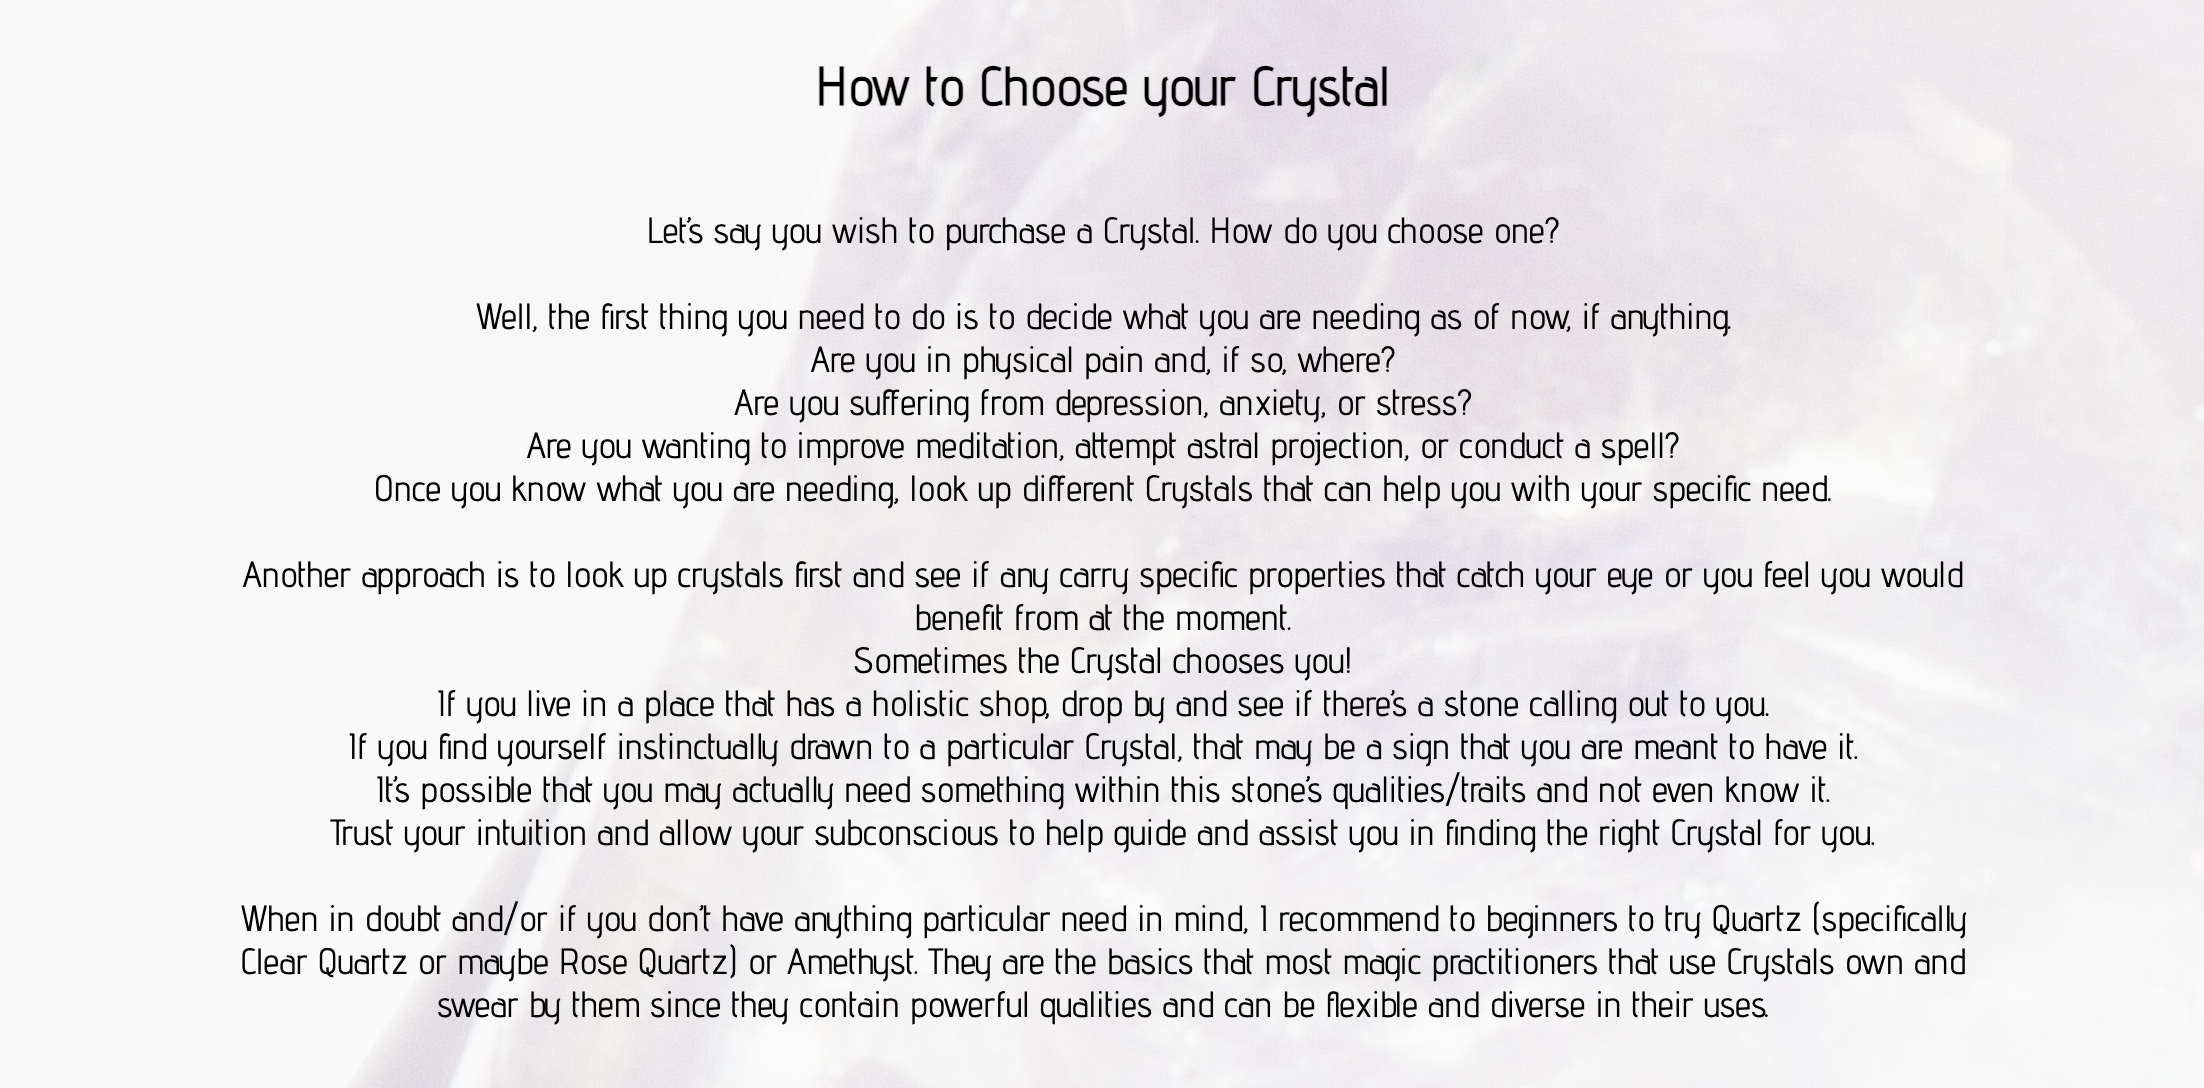 How to Choose your Crystal
Let's say you wish to purchase a Crystal. How do you choose one?
Well, the first thing you need to do is to decide what you are needing as of now, if anything.
Are you in physical pain and, if so, where?
Are you suffering from depression, anxiety, or stress?
Are you wanting to improve meditation, attempt astral projection, or conduct a spell?
Once you know what you are needing, look up different Crystals that can help you with your specific need.
Another approach is to look up crystals first and see if any carry specific properties that catch your eye or you feel you would
benefit from at the moment.
Sometimes the Crystal chooses you!
If you live in a place that has a holistic shop, drop by and see if there's a stone calling out to you.
If you find yourself instinctually drawn to a particular Crystal, that may be a sign that you are meant to have it.
It's possible that you may actually need something within this stone's qualities/traits and not even know it.
Trust your intuition and allow your subconscious to help guide and assist you in finding the right Crystal for you.
When in doubt and/or if you don't have anything particular need in mind, I recommend to beginners to try Quartz (specifically
Clear Quartz or maybe Rose Quartz) or Amethyst. They are the basics that most magic practitioners that use Crystals own and
swear by them since they contain powerful qualities and can be flexible and diverse in their uses.